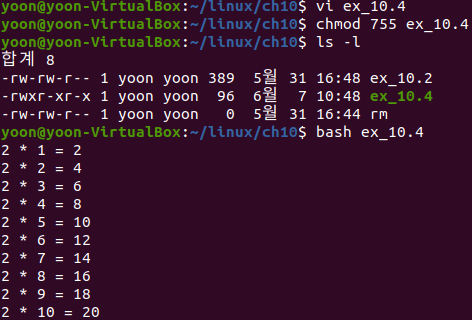 yoon@yoon-VirtualBox:~/linux/ch10$ vi ex_10.4
yoon@yoon-VirtualBox:~/linux/ch10$ chmod 755 ex_10.4
yoon@yoon-VirtualBox:~/linux/ch10$ ls -l
합계 8
-rw-rw-r-- 1 yoon yoon 389  5월 31 16:48 ex_10.2
-rwxr-xr-x 1 yoon yoon  96  6월  7 10:48 ex_10.4
-rw-rw-r-- 1 yoon yoon   0  5월 31 16:44 rm
yoon@yoon-VirtualBox:~/linux/ch10$ bash ex_10.4
2 * 1 = 2
2 * 2 = 4
2 * 3 = 6
2 * 4 = 8
2 * 5 = 10
2 * 6 = 12
2 * 7 = 14
2 * 8 = 16
2 * 9 = 18
2 * 10 = 20